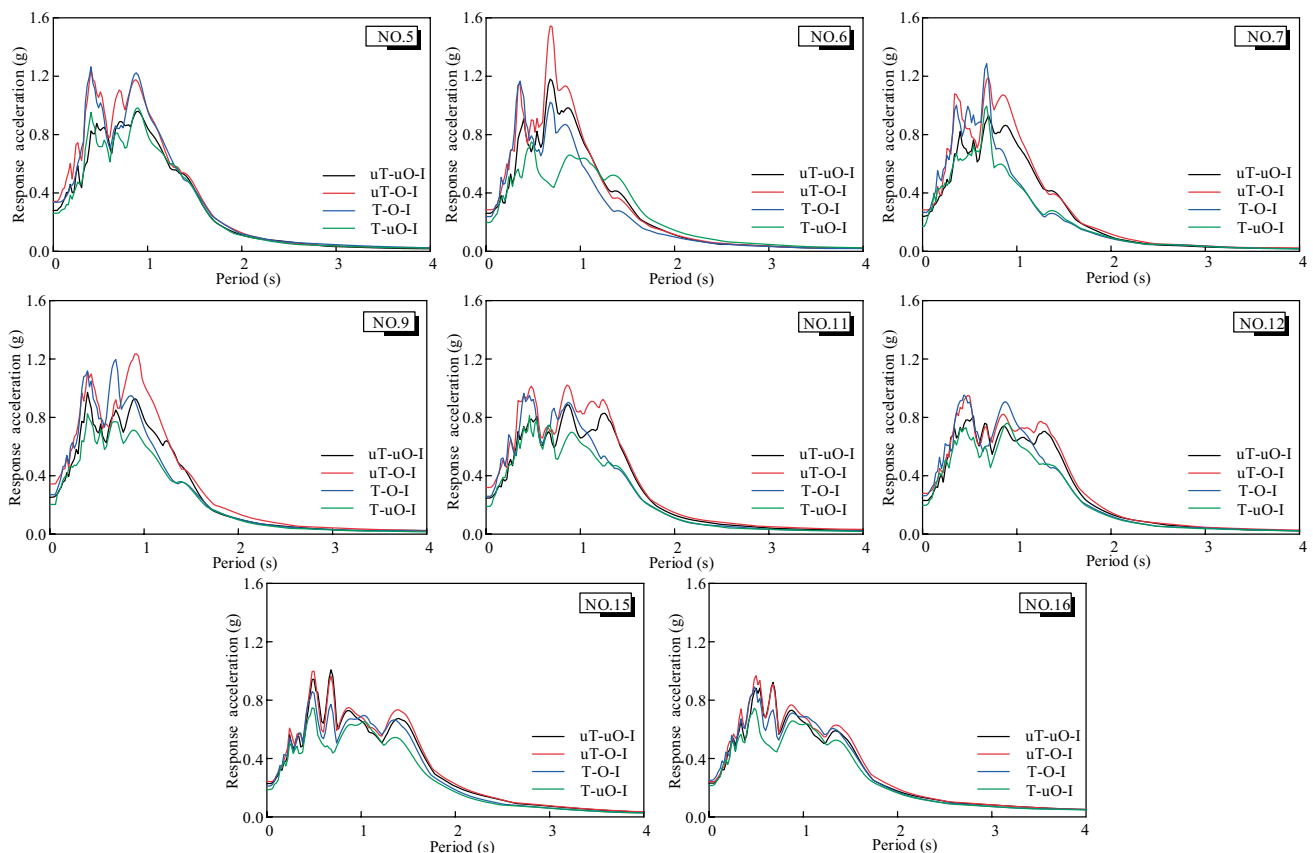 NO.5
Response acceleration (g)
1.6
1.2
0.8
0.4
0.0
uT-uO-I
uT-O-I
T-O-I
T-uO-I
0 1 2 3 4
Period (s)
NO.6
Response acceleration (g)
1.6
1.2
0.8
0.4
0.0
uT-uO-I
uT-O-I
T-O-I
T-uO-I
0 1 2 3 4
Period (s)
NO.7
Response acceleration (g)
1.6
1.2
0.8
0.4
0.0
uT-uO-I
uT-O-I
T-O-I
T-uO-I
0 1 2 3 4
Period (s)
NO.9
Response acceleration (g)
1.6
1.2
0.8
0.4
0.0
uT-uO-I
uT-O-I
T-O-I
T-uO-I
0 1 2 3 4
Period (s)
NO.11
Response acceleration (g)
1.6
1.2
0.8
0.4
0.0
uT-uO-I
uT-O-I
T-O-I
T-uO-I
0 1 2 3 4
Period (s)
NO.12
Response acceleration (g)
1.6
1.2
0.8
0.4
0.0
uT-uO-I
uT-O-I
T-O-I
T-uO-I
0 1 2 3 4
Period (s)
NO.15
Response acceleration (g)
1.6
1.2
0.8
0.4
0.0
uT-uO-I
uT-O-I
T-O-I
T-uO-I
0 1 2 3 4
Period (s)
NO.16
Response acceleration (g)
1.6
1.2
0.8
0.4
0.0
uT-uO-I
uT-O-I
T-O-I
T-uO-I
0 1 2 3 4
Period (s)